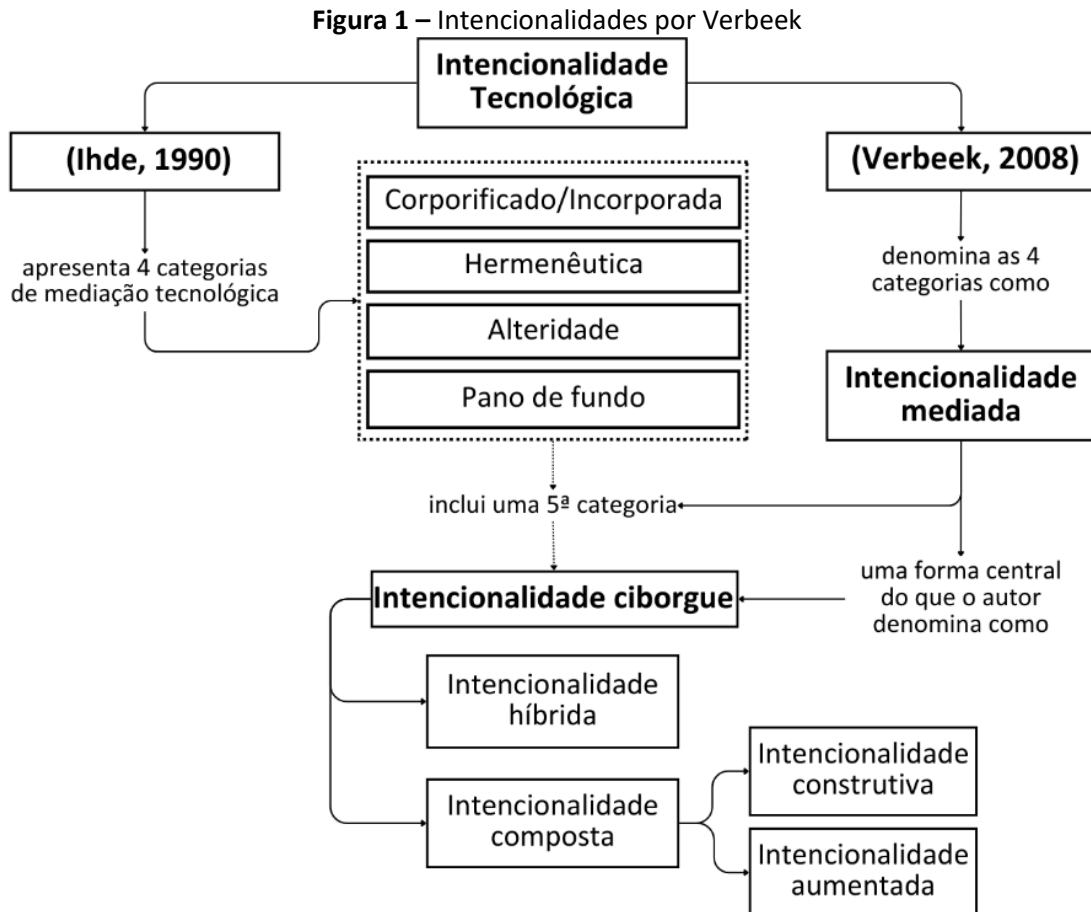 Figura 1 – Intencionalidades por Verbeek
Intencionalidade
Tecnológica
(Ihde, 1990)
(Verbeek, 2008)
apresenta 4 categorias
de mediação tecnológica
Corporificado/Incorporada
Hermenêutica
Alteridade
Pano de fundo
denomina as 4
categorias como
Intencionalidade
mediada
inclui uma 5ª categoria
uma forma central
do que o autor
denomina como
Intencionalidade ciborgue
Intencionalidade
híbrida
Intencionalidade
composta
Intencionalidade
construtiva
Intencionalidade
aumentada